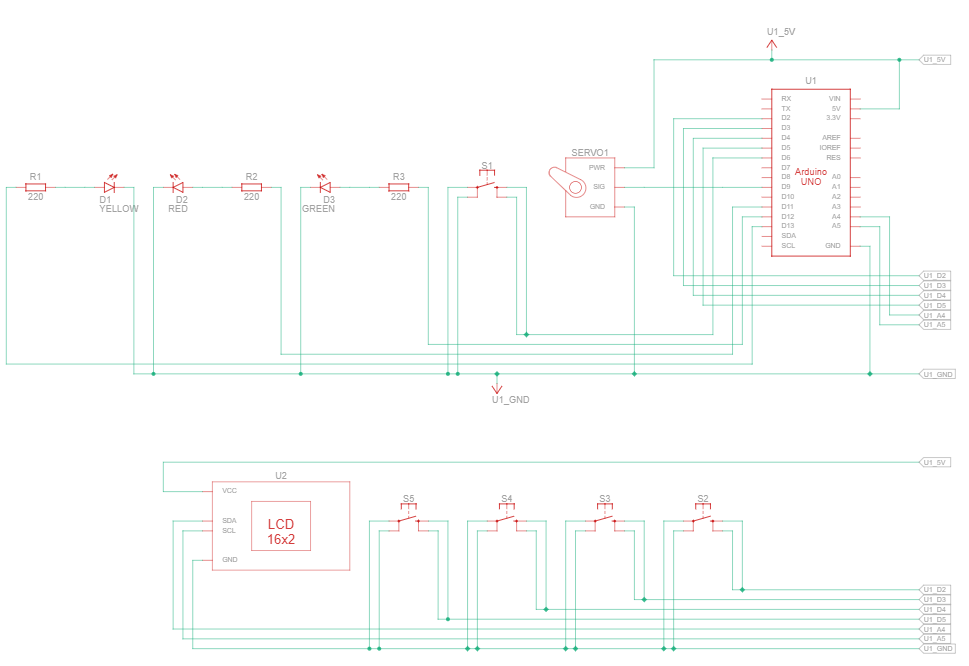 U1_5V
U1_5V
U1
RX VIN
TX 5V
D2 3.3V
D3
D4 AREF
D5 IOREF
D6 RES
D7
D8 A0
D9 A1
D10 A2
D11 A3
D12 A4
D13 A5
SDA
SCL GND
Arduino
UNO
SERVO1
PWR
SIG
GND
S1
R1
220
D1
YELLOW
D2
RED
R2
220
D3
GREEN
R3
220
U1_D2
U1_D3
U1_D4
U1_D5
U1_A4
U1_A5
U1_GND
U1_GND
U1_5V
U2
VCC
SDA
SCL
GND
LCD
16x2
S5
S4
S3
S2
U1_D2
U1_D3
U1_D4
U1_D5
U1_A4
U1_A5
U1_GND